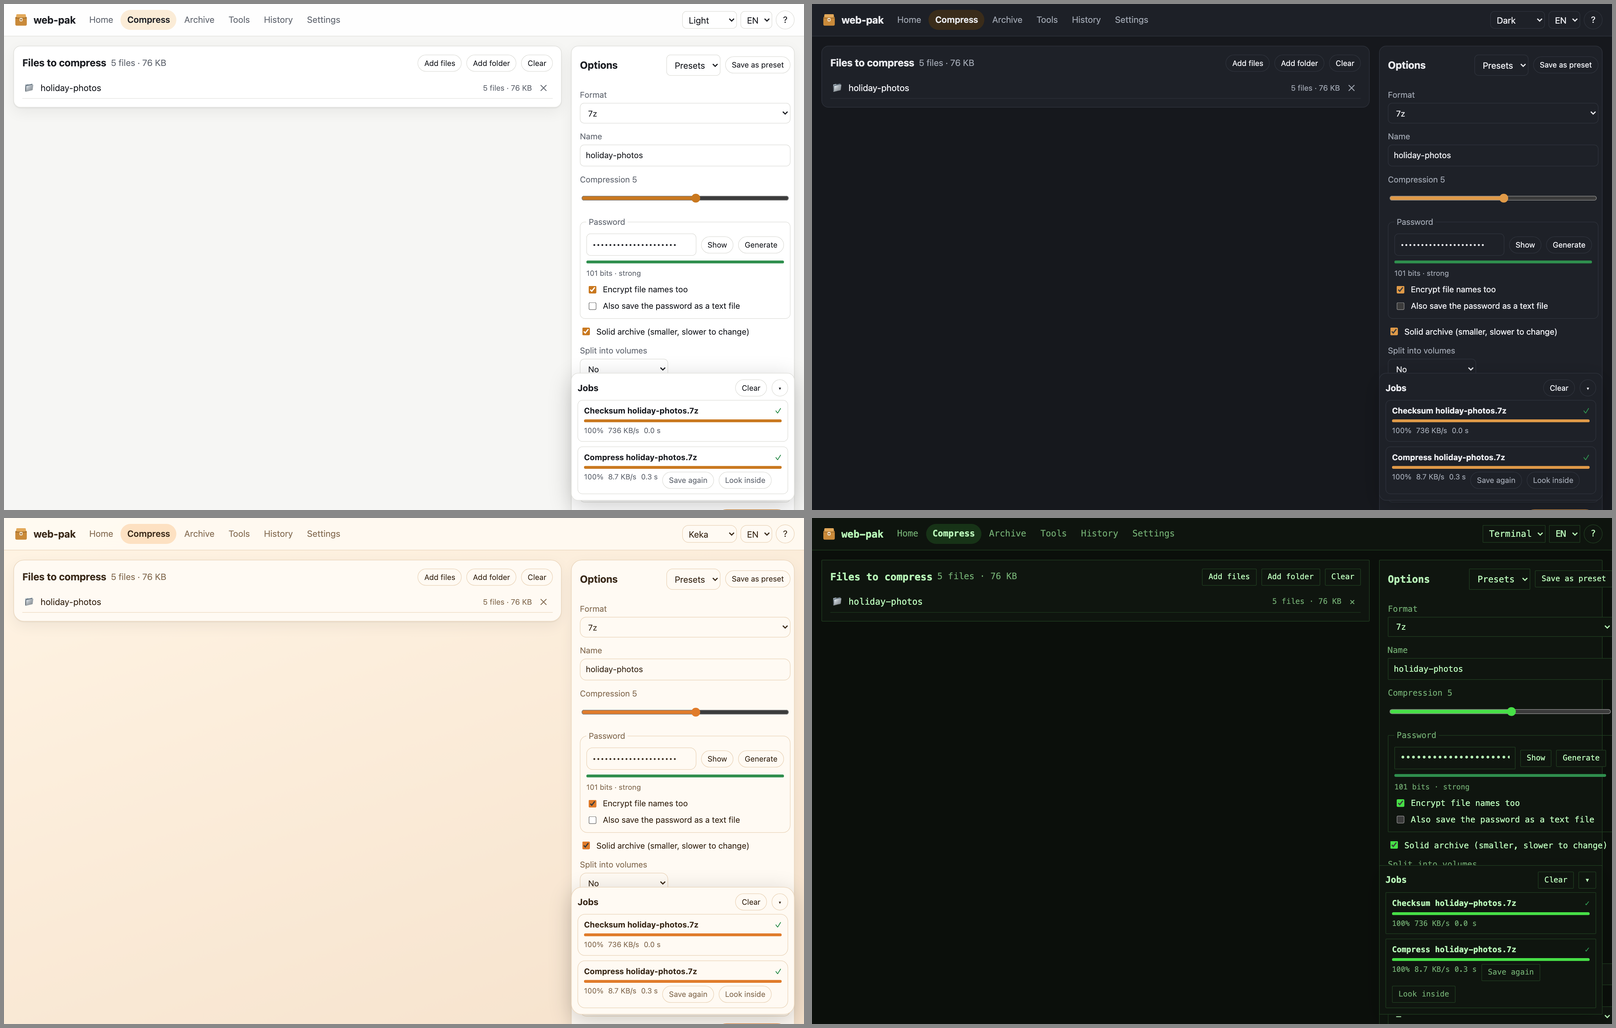 web-pak Home Compress Archive Tools History Settings Light EN ?
Files to compress 5 files · 76 KB Add files Add folder Clear
holiday-photos 5 files · 76 KB ✕
Options Presets Save as preset
Format
7z
Name
holiday-photos
Compression 5
Password
••••••••••••••••••••• Show Generate
101 bits · strong
Encrypt file names too
Also save the password as a text file
Solid archive (smaller, slower to change)
Split into volumes
No
Jobs Clear
Checksum holiday-photos.7z ✓
100% 736 KB/s 0.0 s
Compress holiday-photos.7z ✓
100% 8.7 KB/s 0.3 s Save again Look inside
web-pak Home Compress Archive Tools History Settings Dark EN ?
Files to compress 5 files · 76 KB Add files Add folder Clear
holiday-photos 5 files · 76 KB ✕
Options Presets Save as preset
Format
7z
Name
holiday-photos
Compression 5
Password
••••••••••••••••••••• Show Generate
101 bits · strong
Encrypt file names too
Also save the password as a text file
Solid archive (smaller, slower to change)
Split into volumes
No
Jobs Clear
Checksum holiday-photos.7z ✓
100% 736 KB/s 0.0 s
Compress holiday-photos.7z ✓
100% 8.7 KB/s 0.3 s Save again Look inside
web-pak Home Compress Archive Tools History Settings Keka EN ?
Files to compress 5 files · 76 KB Add files Add folder Clear
holiday-photos 5 files · 76 KB ✕
Options Presets Save as preset
Format
7z
Name
holiday-photos
Compression 5
Password
••••••••••••••••••••• Show Generate
101 bits · strong
Encrypt file names too
Also save the password as a text file
Solid archive (smaller, slower to change)
Split into volumes
No
Jobs Clear
Checksum holiday-photos.7z ✓
100% 736 KB/s 0.0 s
Compress holiday-photos.7z ✓
100% 8.7 KB/s 0.3 s Save again Look inside
web-pak Home Compress Archive Tools History Settings Terminal EN ?
Files to compress 5 files · 76 KB Add files Add folder Clear
holiday-photos 5 files · 76 KB ✕
Options Presets Save as preset
Format
7z
Name
holiday-photos
Compression 5
Password
••••••••••••••••••••• Show Generate
101 bits · strong
Encrypt file names too
Also save the password as a text file
Solid archive (smaller, slower to change)
Split into volumes
Jobs Clear
Checksum holiday-photos.7z ✓
100% 736 KB/s 0.0 s
Compress holiday-photos.7z ✓
100% 8.7 KB/s 0.3 s Save again
Look inside